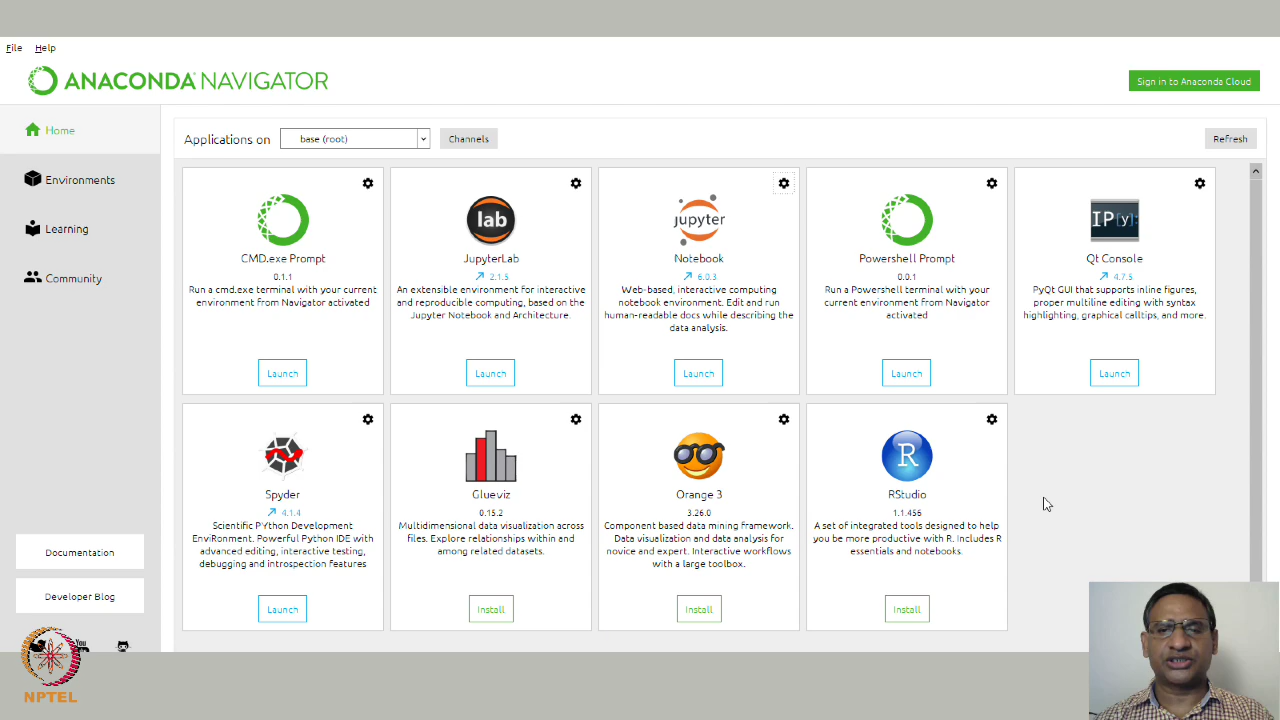 File Help
ANACONDA NAVIGATOR
Sign in to Anaconda Cloud
Home
Environments
Learning
Community
Documentation
Developer Blog
Applications on base (root) Channels Refresh
CMD.exe Prompt
0.1.1
Run a cmd.exe terminal with your current
environment from Navigator activated
Launch
lab
JupyterLab
2.1.5
An extensible environment for interactive
and reproducible computing, based on the
Jupyter Notebook and Architecture.
Launch
jupyter
Notebook
6.0.3
Web-based, interactive computing
notebook environment. Edit and run
human-readable docs while describing the
data analysis.
Launch
Powershell Prompt
0.0.1
Run a Powershell terminal with your
current environment from Navigator
activated
Launch
IP[y]:
Qt Console
4.7.5
PyQt GUI that supports inline figures,
proper multiline editing with syntax
highlighting, graphical calltips, and more.
Launch
Spyder
4.1.4
Scientific PYthon Development
EnviRonment. Powerful Python IDE with
advanced editing, interactive testing,
debugging and introspection features
Launch
Glueviz
0.15.2
Multidimensional data visualization across
files. Explore relationships within and
among related datasets.
Install
Orange 3
3.26.0
Component based data mining framework.
Data visualization and data analysis for
novice and expert. Interactive workflows
with a large toolbox.
Install
R
RStudio
1.1.456
A set of integrated tools designed to help
you be more productive with R. Includes R
essentials and notebooks.
Install
NPTEL